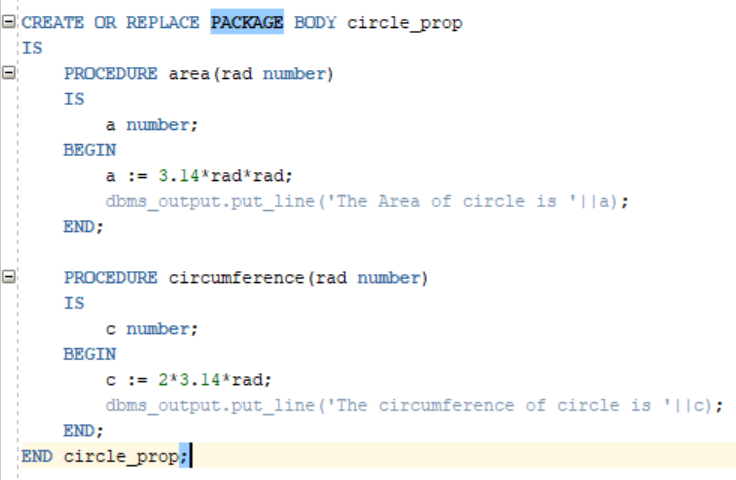 CREATE OR REPLACE PACKAGE BODY circle_prop
IS
    PROCEDURE area(rad number)
    IS
        a number;
    BEGIN
        a := 3.14*rad*rad;
        dbms_output.put_line('The Area of circle is '||a);
    END;

    PROCEDURE circumference(rad number)
    IS
        c number;
    BEGIN
        c := 2*3.14*rad;
        dbms_output.put_line('The circumference of circle is '||c);
    END;
END circle_prop;